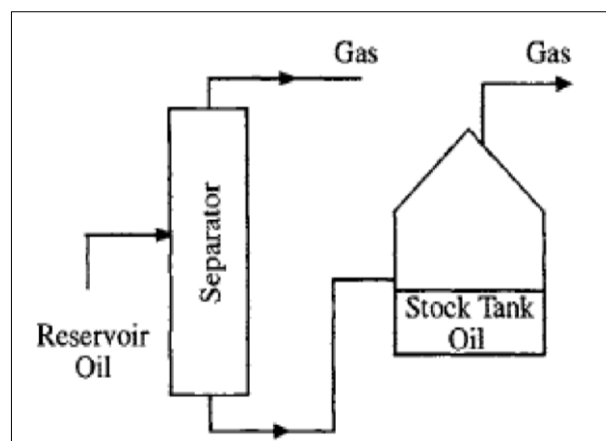 Gas
Gas
Separator
Reservoir
Oil
Stock Tank
Oil